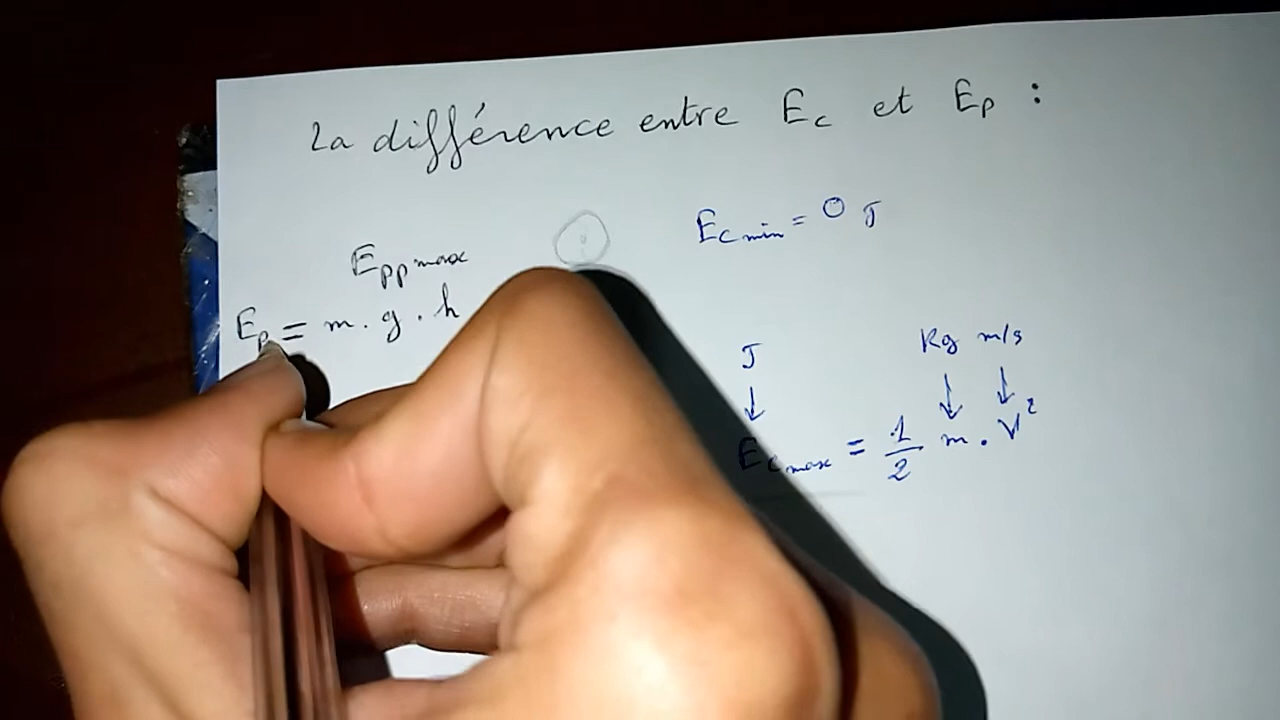 La différence entre Ec et Ep :
Epp max
Ec min = 0 J
Ep = m . g . h
J
Kg m/s
↓ ↓ ↓
Ec max = 1/2 m . V²